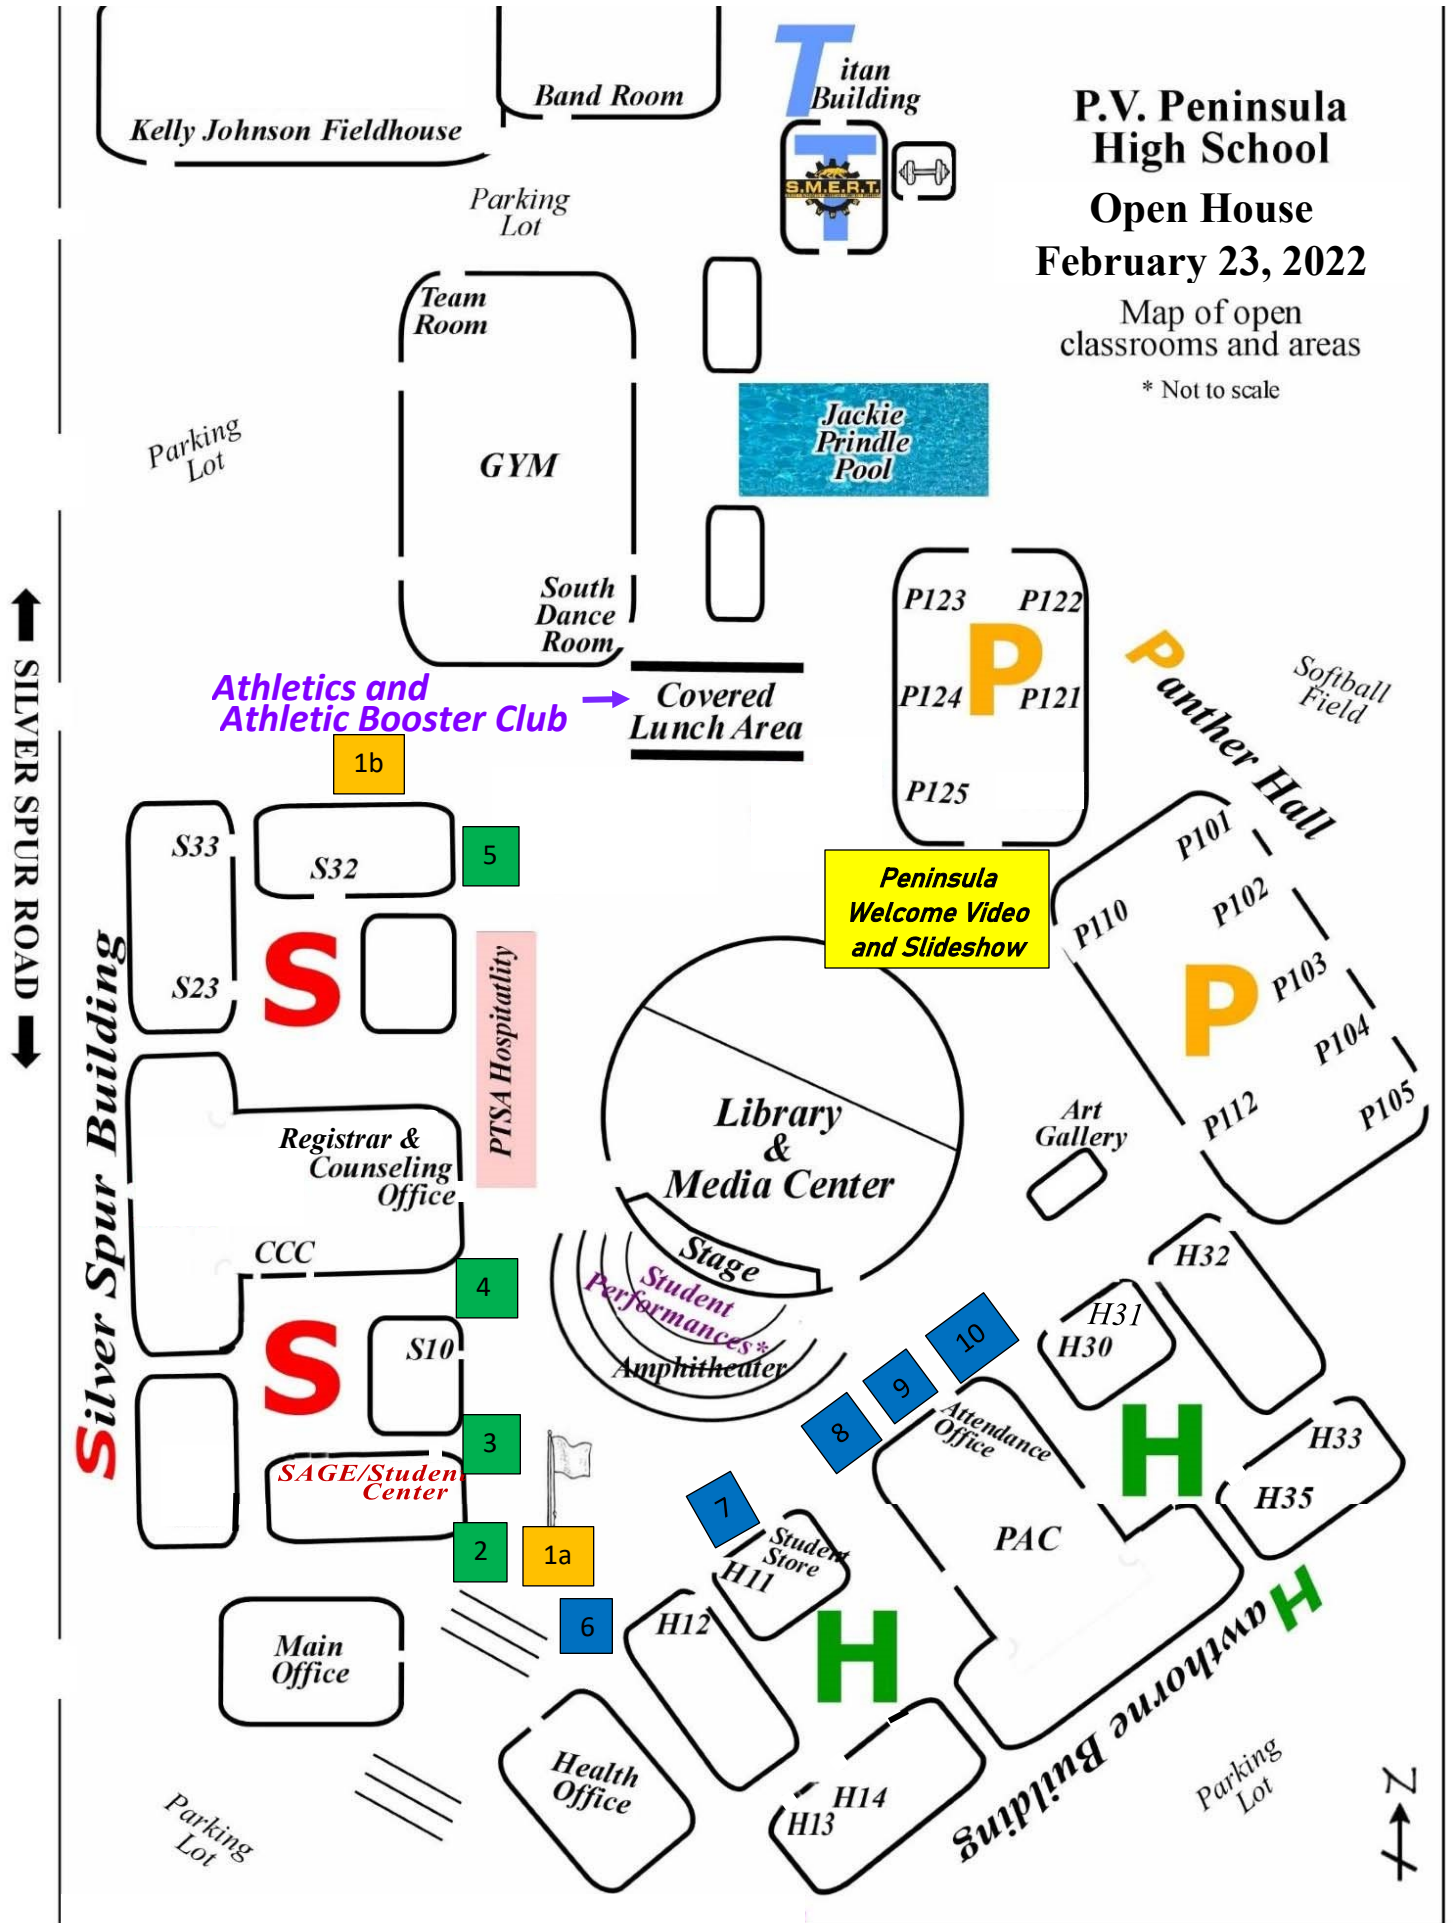 P.V. Peninsula
High School
Open House
February 23, 2022
Map of open
classrooms and areas
* Not to scale
Titan
Building
S.M.E.R.T.
Band Room
Kelly Johnson Fieldhouse
Parking
Lot
Team
Room
GYM
South
Dance
Room
Jackie
Prindle
Pool
Parking
Lot
SILVER SPUR ROAD
Athletics and
Athletic Booster Club
Covered
Lunch Area
P123
P122
P
P124
P121
P125
Panther Hall
Softball
Field
1b
S33
S32
5
S
S23
PTSA Hospitatlity
Peninsula
Welcome Video
and Slideshow
P101
P102
P110
P103
P
P104
P105
P112
Silver Spur Building
Registrar &
Counseling
Office
CCC
4
Library
&
Media Center
Stage
Student
Performances*
Amphitheater
Art
Gallery
S
S10
3
SAGE/Student
Center
2
1a
6
7
8
9
10
H32
H31
H30
H
H33
H35
Attendance
Office
PAC
Student
Store
H11
H12
H
H14
H13
Hawthorne Building
Main
Office
Health
Office
Parking
Lot
Parking
Lot
N